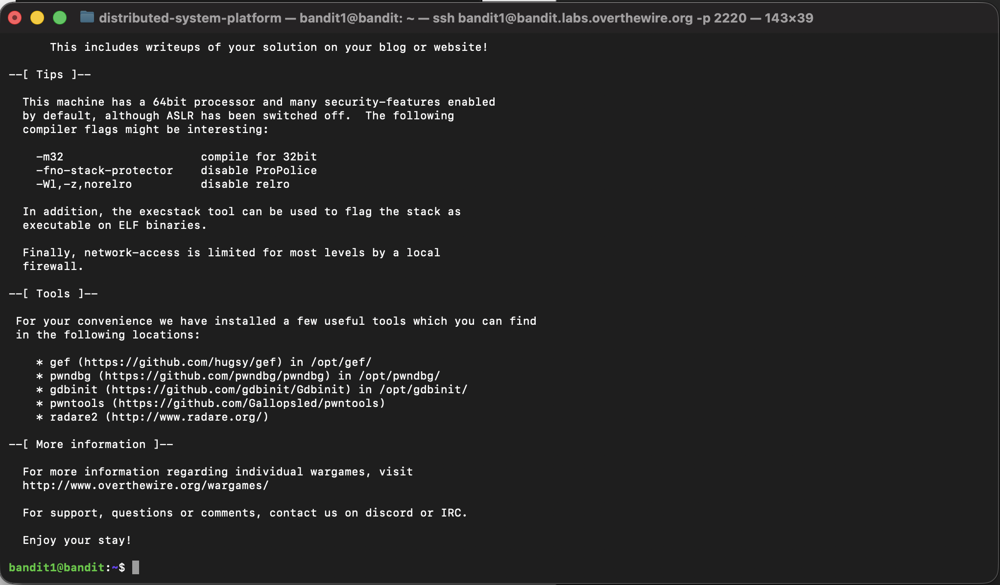 distributed-system-platform — bandit1@bandit: ~ — ssh bandit1@bandit.labs.overthewire.org -p 2220 — 143×39
This includes writeups of your solution on your blog or website!
--[ Tips ]--
This machine has a 64bit processor and many security-features enabled
by default, although ASLR has been switched off.  The following
compiler flags might be interesting:
-m32                    compile for 32bit
-fno-stack-protector    disable ProPolice
-Wl,-z,norelro          disable relro
In addition, the execstack tool can be used to flag the stack as
executable on ELF binaries.
Finally, network-access is limited for most levels by a local
firewall.
--[ Tools ]--
For your convenience we have installed a few useful tools which you can find
in the following locations:
* gef (https://github.com/hugsy/gef) in /opt/gef/
* pwndbg (https://github.com/pwndbg/pwndbg) in /opt/pwndbg/
* gdbinit (https://github.com/gdbinit/Gdbinit) in /opt/gdbinit/
* pwntools (https://github.com/Gallopsled/pwntools)
* radare2 (http://www.radare.org/)
--[ More information ]--
For more information regarding individual wargames, visit
http://www.overthewire.org/wargames/
For support, questions or comments, contact us on discord or IRC.
Enjoy your stay!
bandit1@bandit:~$